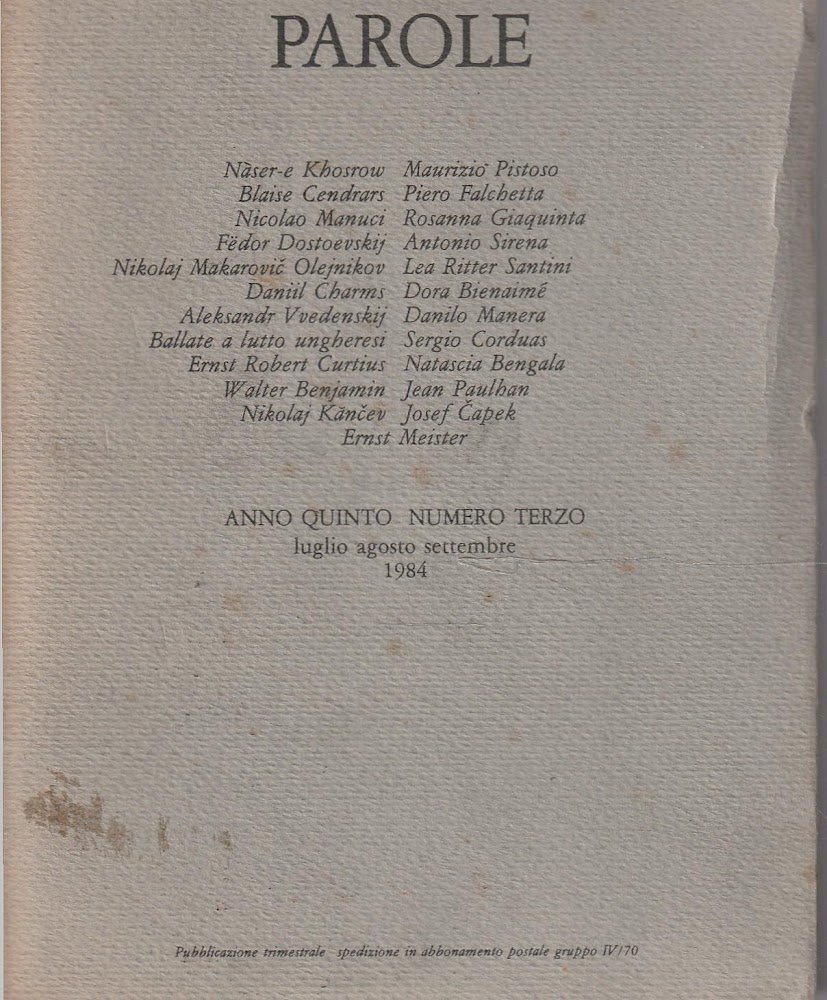 PAROLE
Nàser-e Khosrow Maurizio Pistoso
Blaise Cendrars Piero Falchetta
Nicolao Manuci Rosanna Giaquinta
Fëdor Dostoevskij Antonio Sirena
Nikolaj Makarovič Olejnikov Lea Ritter Santini
Daniil Charms Dora Bienaimé
Aleksandr Vvedenskij Danilo Manera
Ballate a lutto ungheresi Sergio Corduas
Ernst Robert Curtius Natascia Bengala
Walter Benjamin Jean Paulhan
Nikolaj Kănčev Josef Čapek
Ernst Meister
ANNO QUINTO NUMERO TERZO
luglio agosto settembre
1984
Pubblicazione trimestrale spedizione in abbonamento postale gruppo IV/70